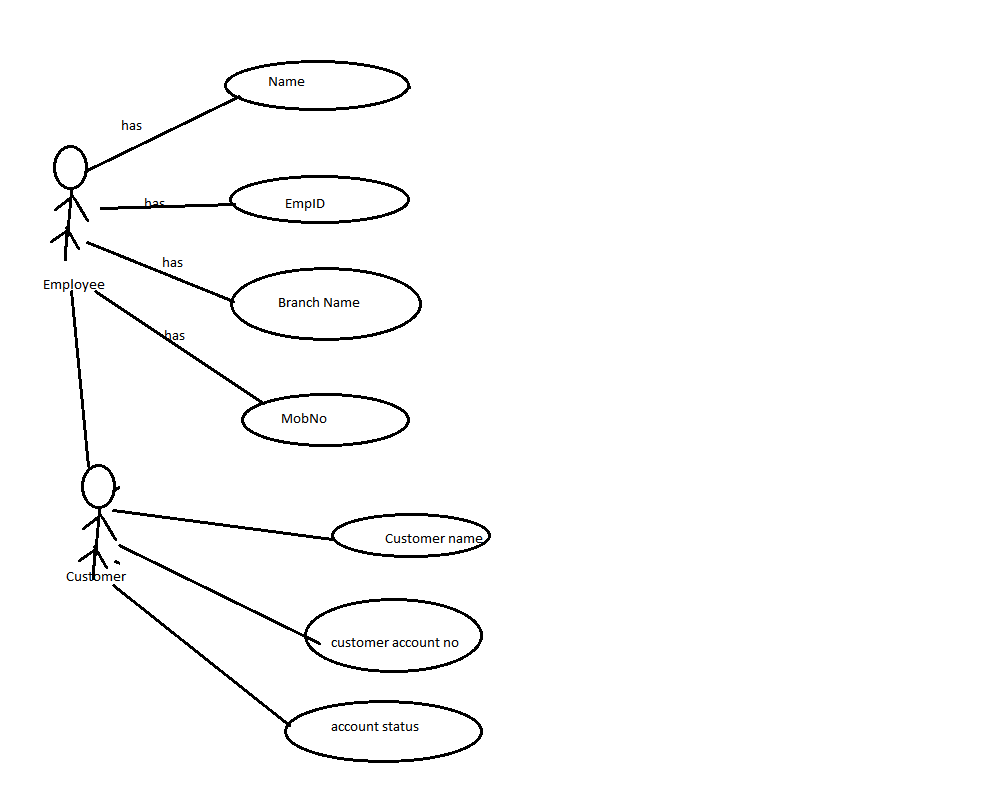 Name
has
has
EmpID
has
Employee
Branch Name
has
MobNo
Customer name
Customer
customer account no
account status